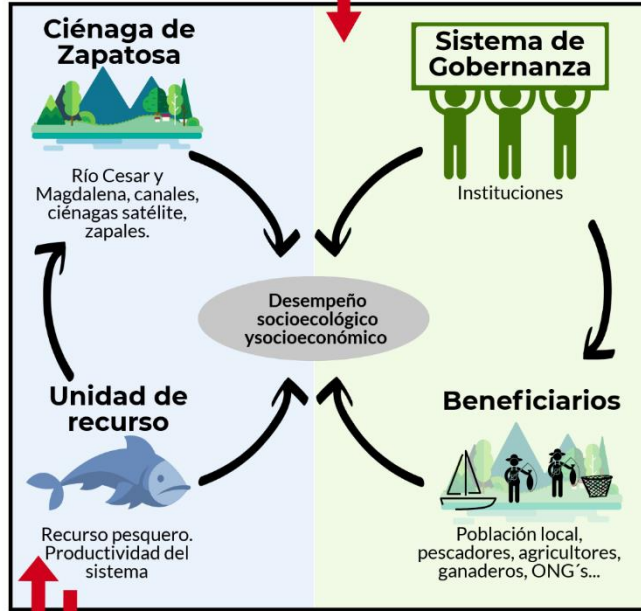 Ciénaga de
Zapatosa
Río Cesar y
Magdalena, canales,
ciénagas satélite,
zapales.
Sistema de
Gobernanza
Instituciones
Desempeño
socioecológico
ysocioeconómico
Unidad de
recurso
Recurso pesquero.
Productividad del
sistema
Beneficiarios
Población local,
pescadores, agricultores,
ganaderos, ONG´s...